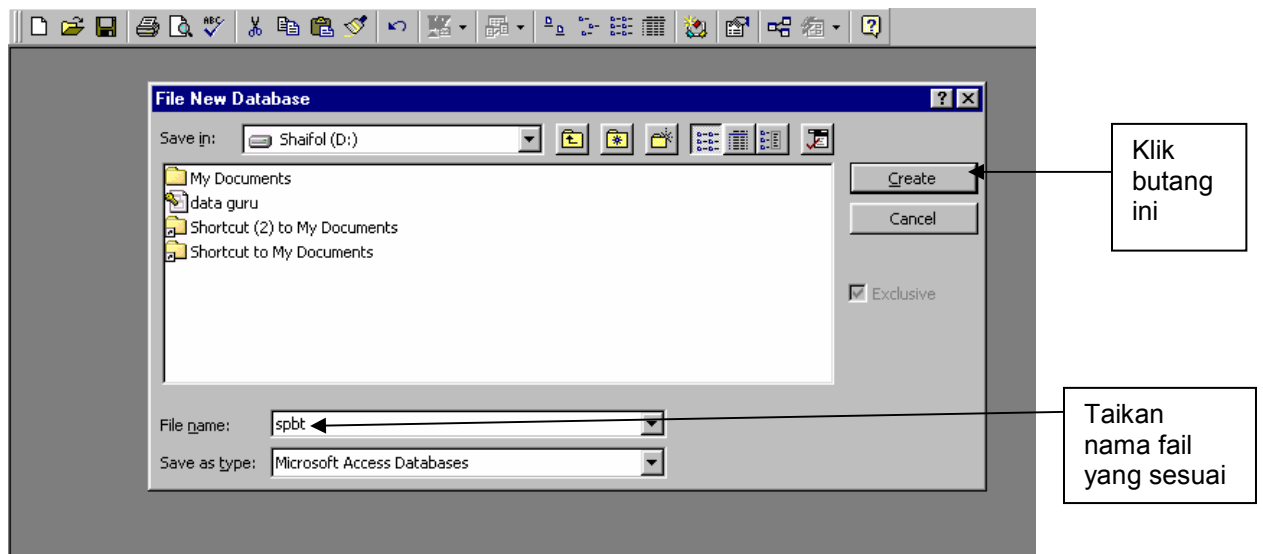 ABC
File New Database
Save in: Shaifol (D:)
My Documents
data guru
Shortcut (2) to My Documents
Shortcut to My Documents
Create
Cancel
Exclusive
File name: spbt
Save as type: Microsoft Access Databases
Klik
butang
ini
Taikan
nama fail
yang sesuai